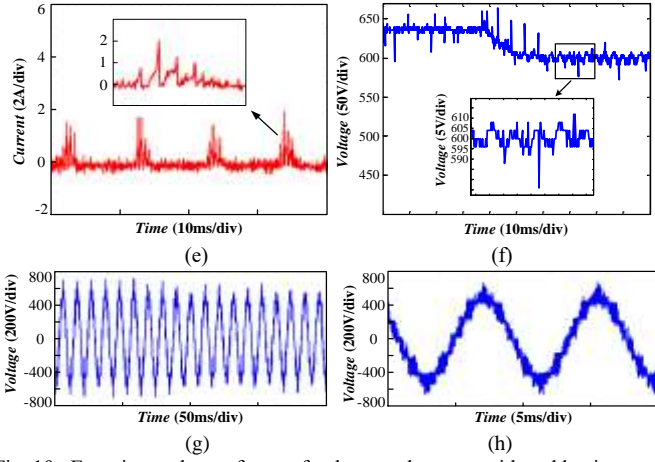 6
4
2
0
-2
2
1
0
Current (2A/div)
Time (10ms/div)
(e)
650
600
450
Voltage (50V/div)
610
605
600
595
590
Voltage (5V/div)
Time (10ms/div)
(f)
800
400
0
-400
-800
Voltage (200V/div)
Time (50ms/div)
(g)
800
400
0
-400
-800
Voltage (200V/div)
Time (5ms/div)
(h)